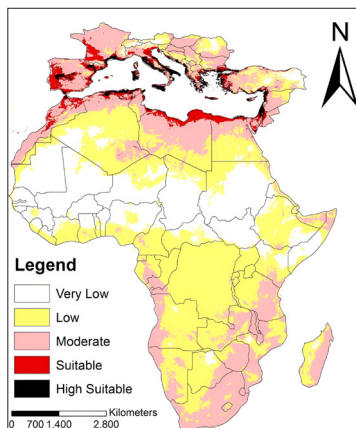 N
Legend
Very Low
Low
Moderate
Suitable
High Suitable
Kilometers
0 700 1.400 2.800